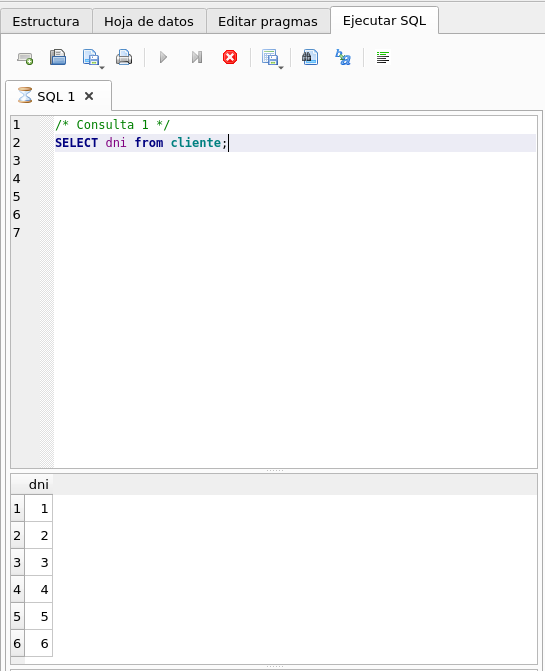 Estructura Hoja de datos Editar pragmas Ejecutar SQL
SQL 1
1 /* Consulta 1 */
2 SELECT dni from cliente;
3
4
5
6
7
dni
1 1
2 2
3 3
4 4
5 5
6 6